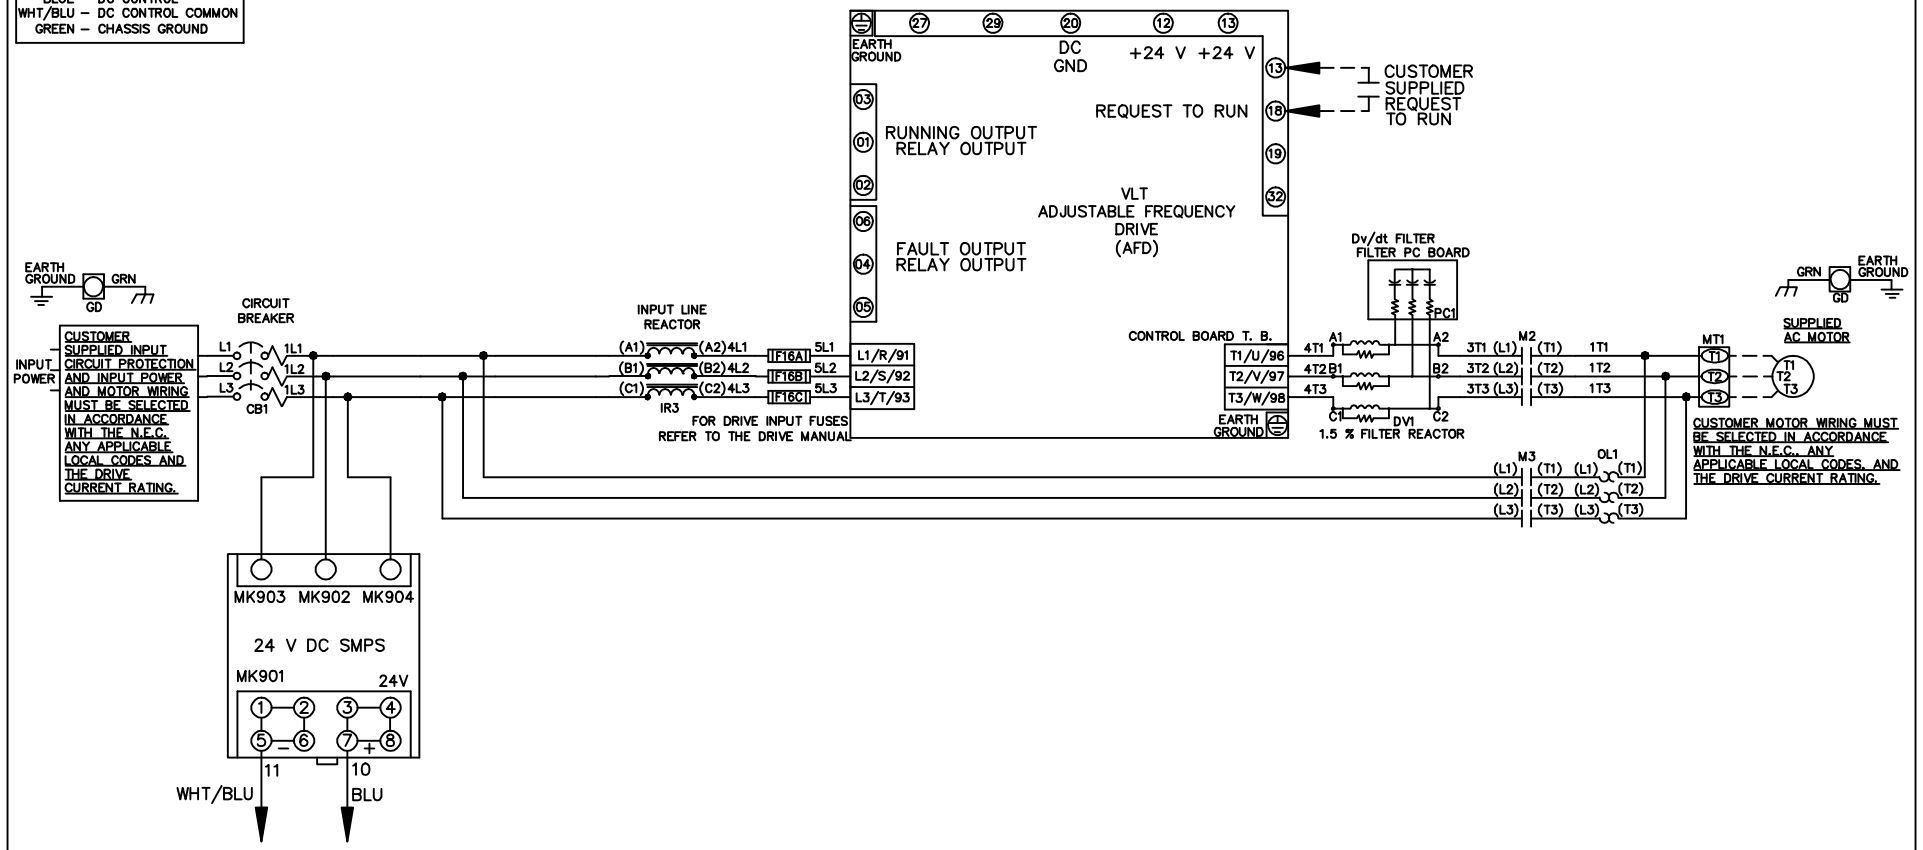 WHT/BLU – DC CONTROL COMMON
GREEN – CHASSIS GROUND
EARTH
GROUND
27
29
20
12
13
DC
GND
+24 V
+24 V
13
18
19
32
REQUEST TO RUN
CUSTOMER
SUPPLIED
REQUEST
TO RUN
03
01
02
RUNNING OUTPUT
RELAY OUTPUT
06
04
05
FAULT OUTPUT
RELAY OUTPUT
VLT
ADJUSTABLE FREQUENCY
DRIVE
(AFD)
EARTH
GROUND
GRN
GD
INPUT
POWER
CUSTOMER
SUPPLIED INPUT
CIRCUIT PROTECTION
AND INPUT POWER
AND MOTOR WIRING
MUST BE SELECTED
IN ACCORDANCE
WITH THE N.E.C.
ANY APPLICABLE
LOCAL CODES AND
THE DRIVE
CURRENT RATING.
CIRCUIT
BREAKER
L1
1L1
L2
1L2
L3
1L3
CB1
INPUT LINE
REACTOR
(A1)
(A2)
4L1
F16A
5L1
L1/R/91
(B1)
(B2)
4L2
F16B
5L2
L2/S/92
(C1)
(C2)
4L3
F16C
5L3
L3/T/93
IR3
FOR DRIVE INPUT FUSES
REFER TO THE DRIVE MANUAL
CONTROL BOARD T. B.
T1/U/96
T2/V/97
T3/W/98
EARTH
GROUND
Dv/dt FILTER
FILTER PC BOARD
PC1
4T1
A1
A2
4T2
B1
B2
4T3
C1
C2
DV1
1.5 % FILTER REACTOR
M2
3T1
(L1)
(T1)
1T1
3T2
(L2)
(T2)
1T2
3T3
(L3)
(T3)
1T3
M3
OL1
(L1)
(T1)
(L1)
(T1)
(L2)
(T2)
(L2)
(T2)
(L3)
(T3)
(L3)
(T3)
GRN
GD
EARTH
GROUND
SUPPLIED
AC MOTOR
MT1
T1
T2
T3
T1
T2
T3
CUSTOMER MOTOR WIRING MUST
BE SELECTED IN ACCORDANCE
WITH THE N.E.C., ANY
APPLICABLE LOCAL CODES, AND
THE DRIVE CURRENT RATING.
MK903
MK902
MK904
24 V DC SMPS
MK901
24V
1
2
3
4
5
–
6
7
+
8
11
10
WHT/BLU
BLU